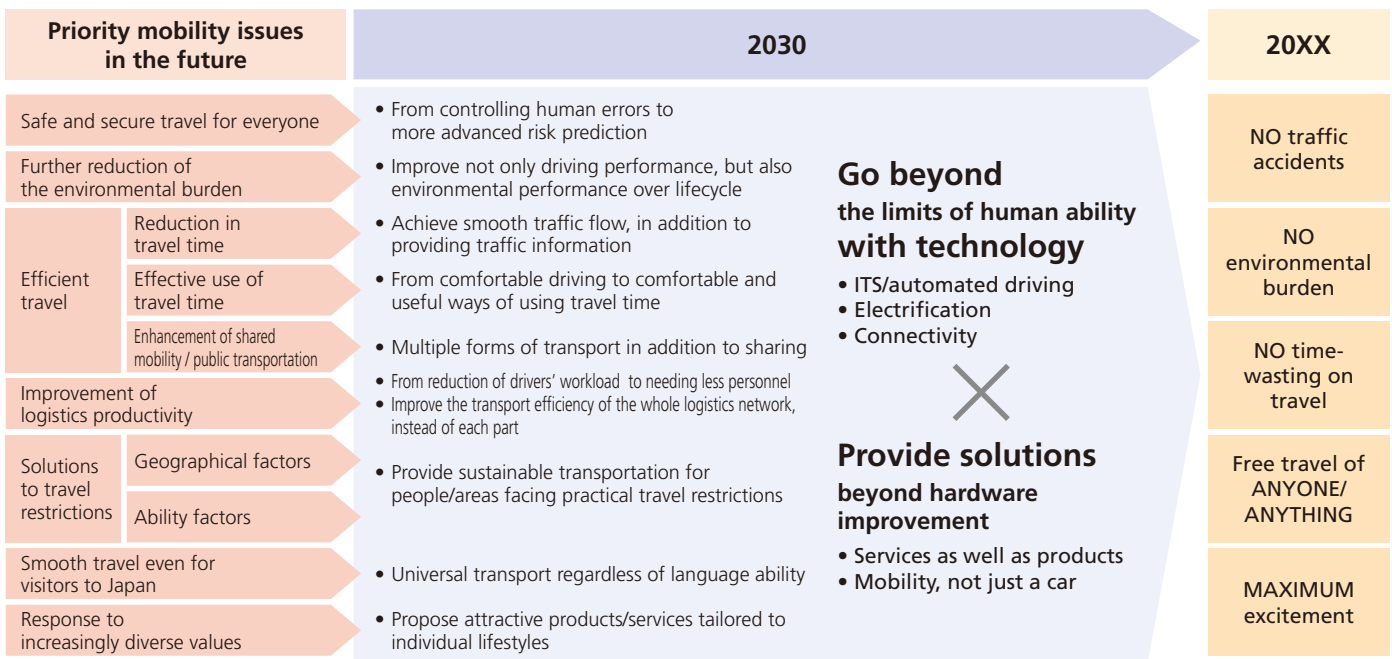 Priority mobility issues
in the future
2030
20XX
Safe and secure travel for everyone
Further reduction of
the environmental burden
Efficient
travel
Reduction in
travel time
Effective use of
travel time
Enhancement of shared
mobility / public transportation
Improvement of
logistics productivity
Solutions
to travel
restrictions
Geographical factors
Ability factors
Smooth travel even for
visitors to Japan
Response to
increasingly diverse values
• From controlling human errors to
more advanced risk prediction
• Improve not only driving performance, but also
environmental performance over lifecycle
• Achieve smooth traffic flow, in addition to
providing traffic information
• From comfortable driving to comfortable and
useful ways of using travel time
• Multiple forms of transport in addition to sharing
• From reduction of drivers' workload to needing less personnel
• Improve the transport efficiency of the whole logistics network,
instead of each part
• Provide sustainable transportation for
people/areas facing practical travel restrictions
• Universal transport regardless of language ability
• Propose attractive products/services tailored to
individual lifestyles
Go beyond
the limits of human ability
with technology
• ITS/automated driving
• Electrification
• Connectivity
Provide solutions
beyond hardware
improvement
• Services as well as products
• Mobility, not just a car
NO traffic
accidents
NO
environmental
burden
NO time-
wasting on
travel
Free travel of
ANYONE/
ANYTHING
MAXIMUM
excitement